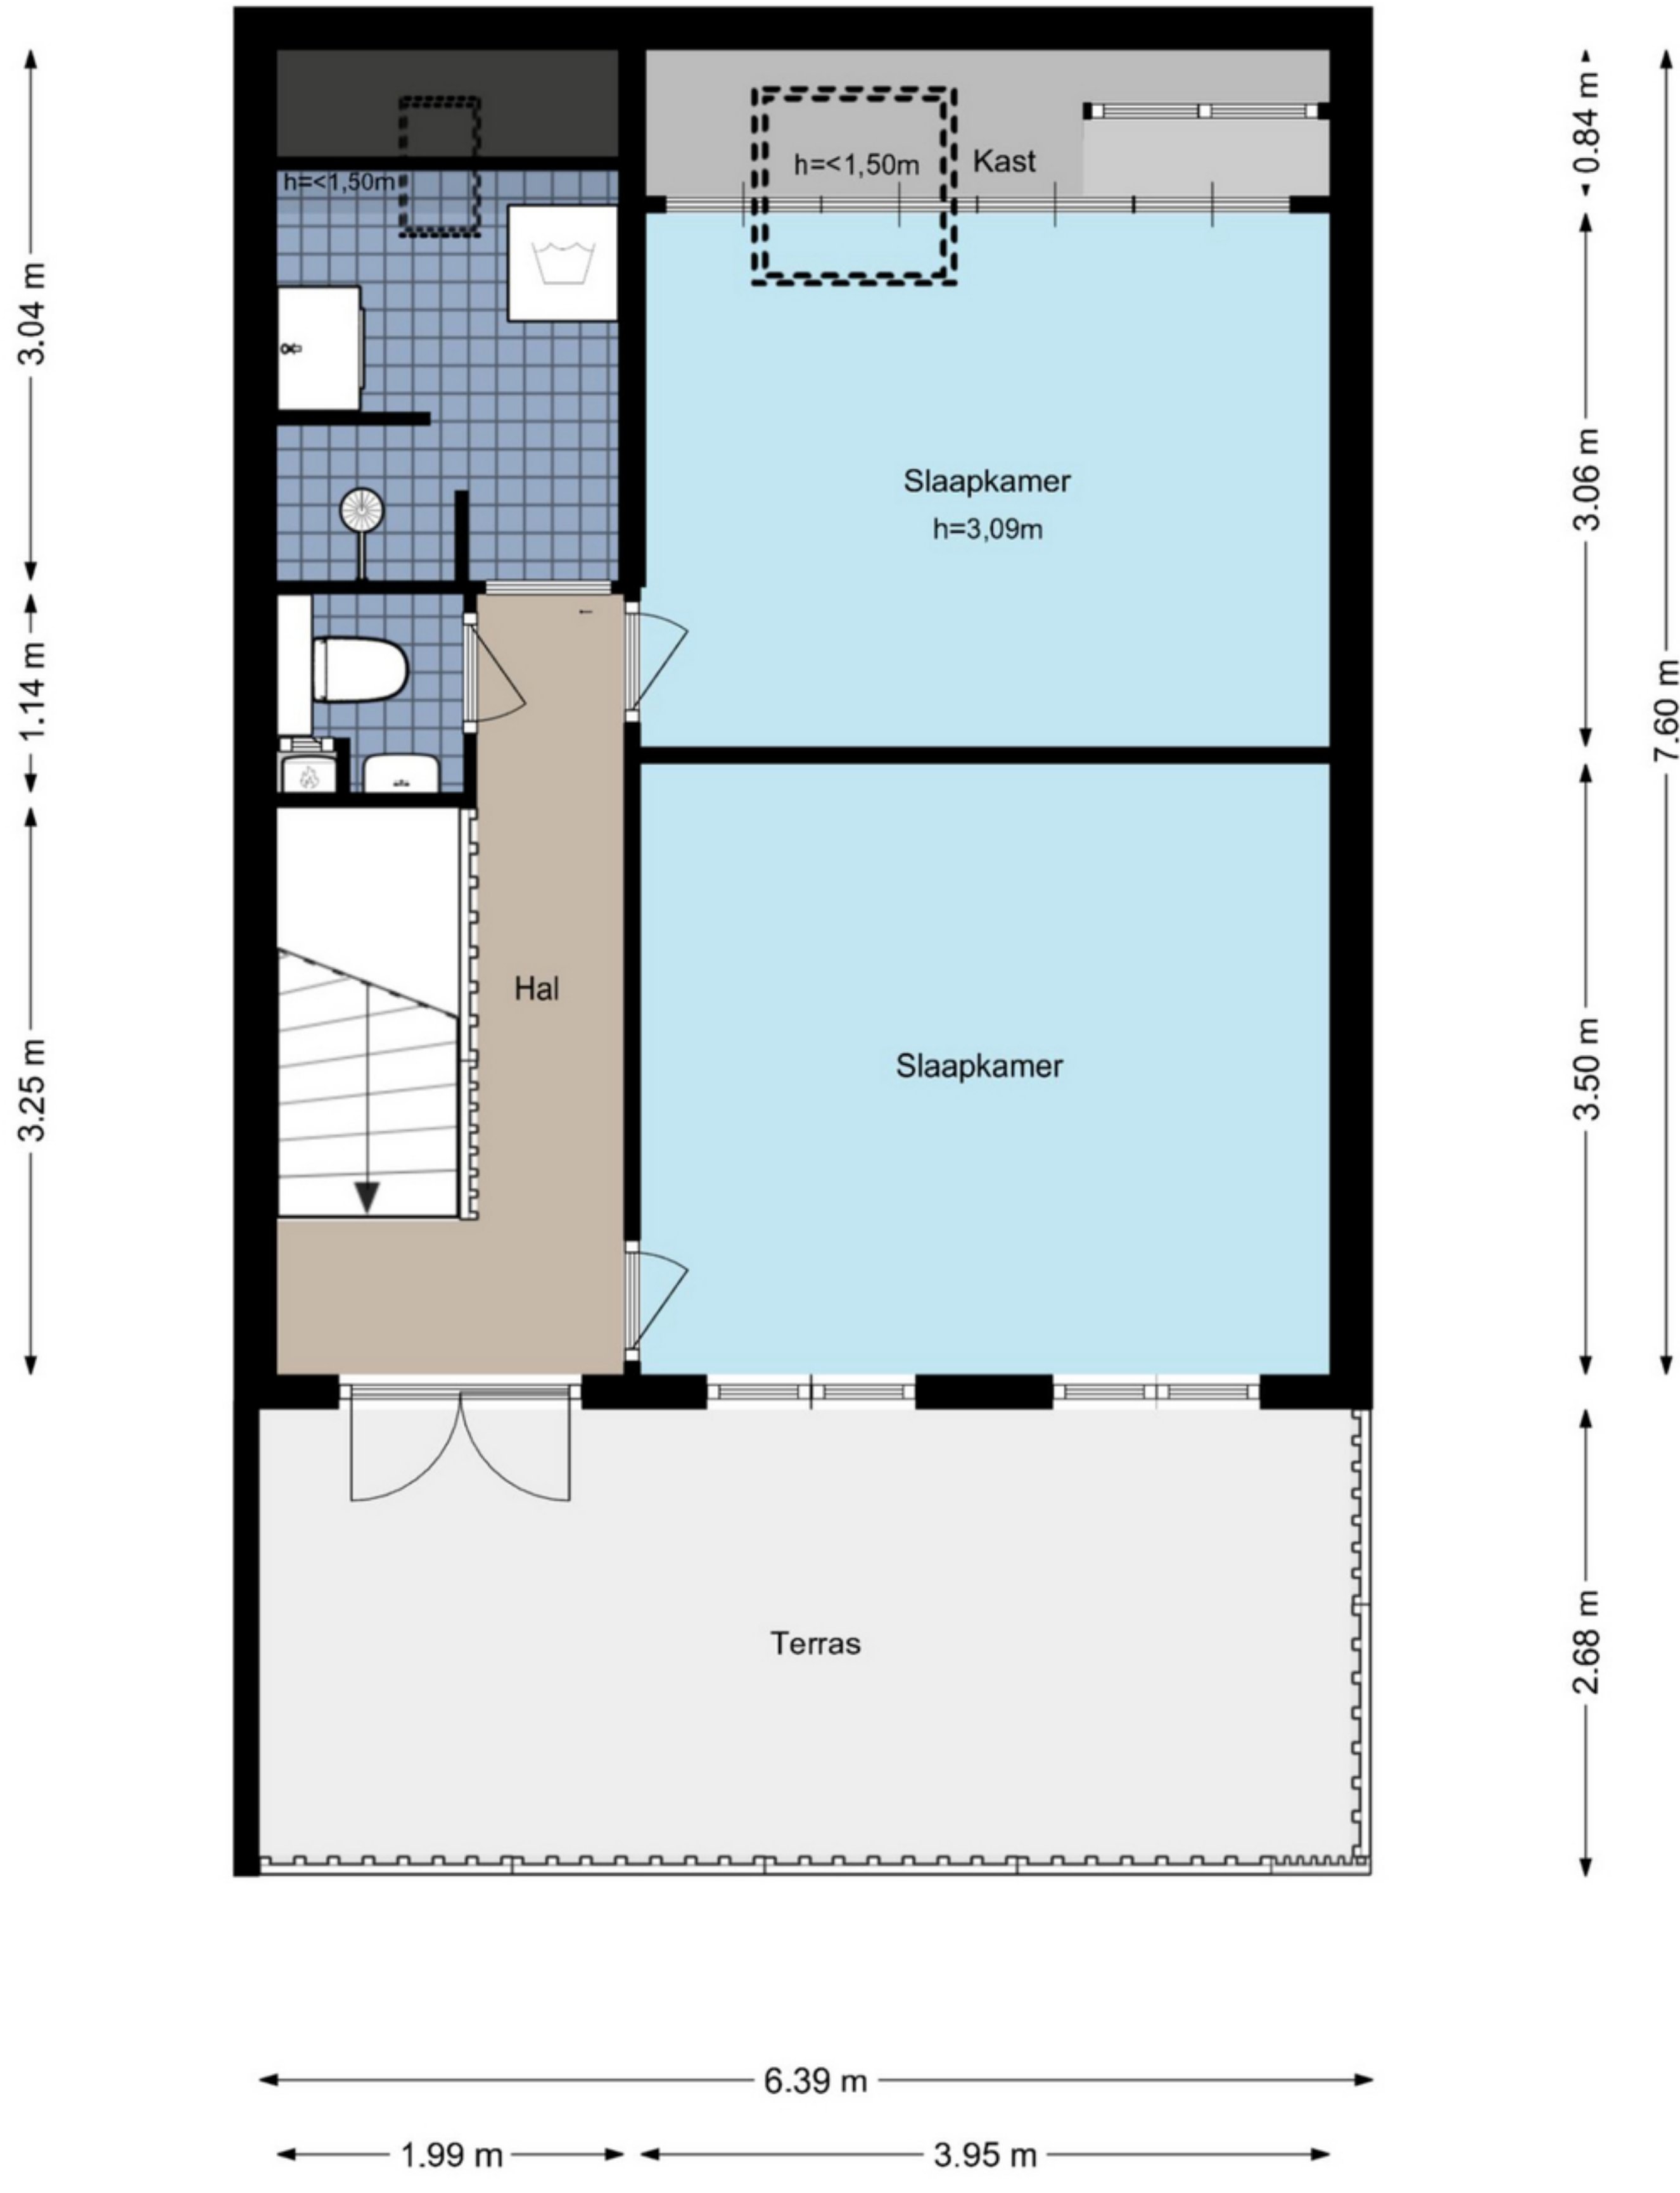 0.84 m
h=<1,50m
Kast
h=<1,50m
3.04 m
3.06 m
Slaapkamer
h=3,09m
1.14 m
7.60 m
Hal
Slaapkamer
3.25 m
3.50 m
Terras
2.68 m
6.39 m
1.99 m
3.95 m